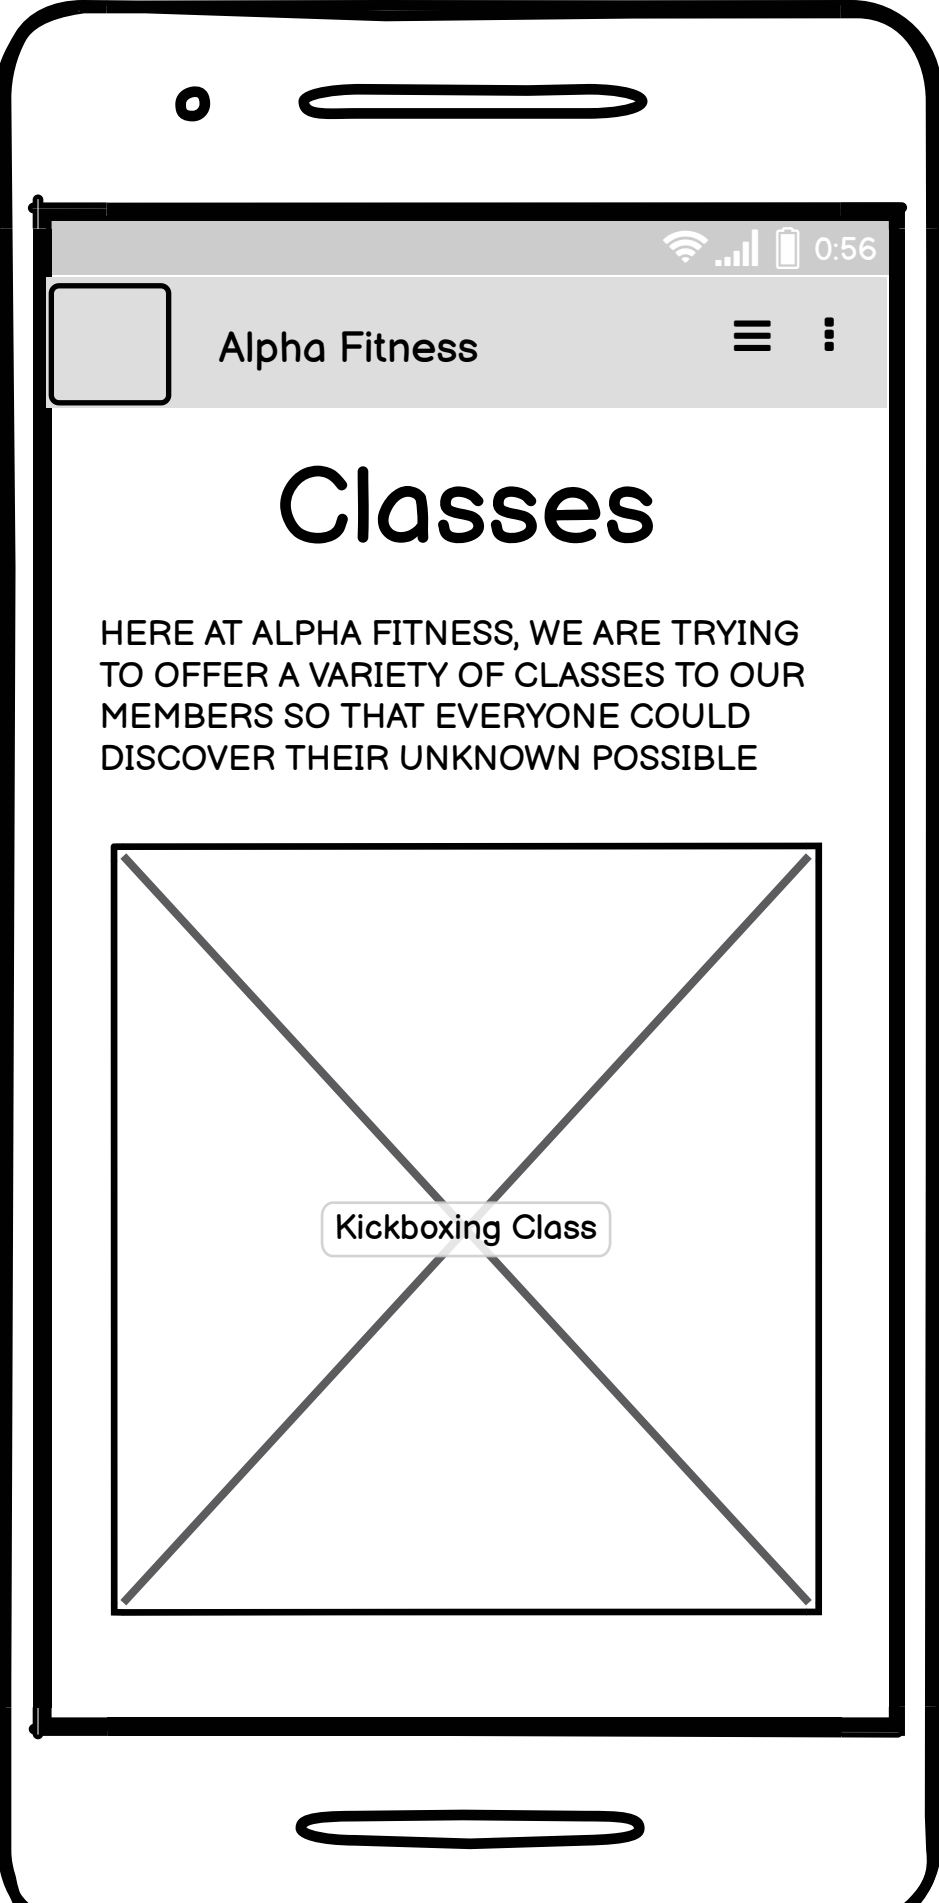 0:56
Alpha Fitness
Classes
HERE AT ALPHA FITNESS, WE ARE TRYING
TO OFFER A VARIETY OF CLASSES TO OUR
MEMBERS SO THAT EVERYONE COULD
DISCOVER THEIR UNKNOWN POSSIBLE
Kickboxing Class